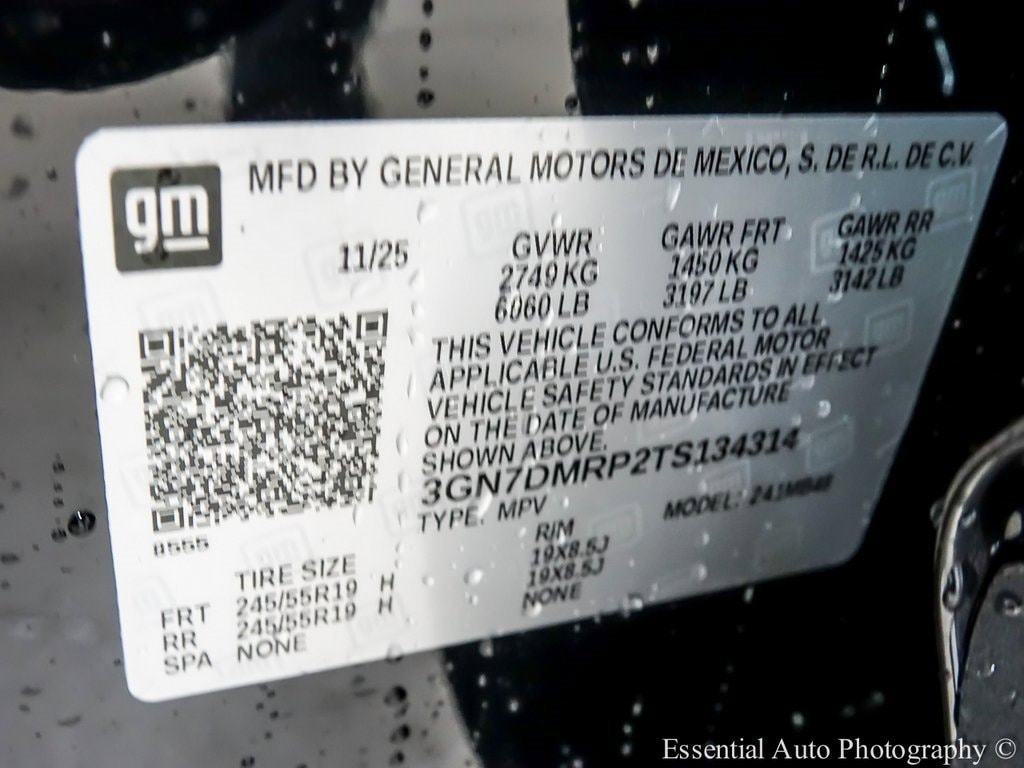 gm
MFD BY GENERAL MOTORS DE MEXICO, S. DE R.L. DE C.V.
11/25
GVWR
2749 KG
6060 LB
GAWR FRT
1450 KG
3197 LB
GAWR RR
1425 KG
3142 LB
THIS VEHICLE CONFORMS TO ALL
APPLICABLE U.S. FEDERAL MOTOR
VEHICLE SAFETY STANDARDS IN EFFECT
ON THE DATE OF MANUFACTURE
SHOWN ABOVE.
3GN7DMRP2TS134314
TYPE: MPV MODEL:
8555
TIRE SIZE RIM
FRT 245/55R19 H 19X8.5J
RR 245/55R19 H 19X8.5J
SPA NONE NONE
Essential Auto Photography ©